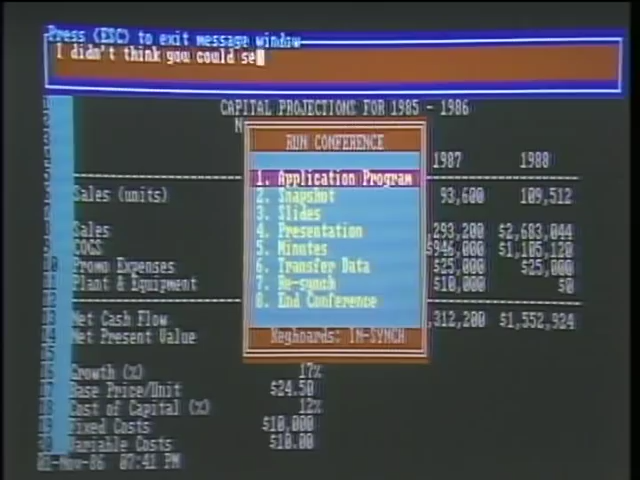 Press (ESC) to exit message window
I didn't think you could se
CAPITAL PROJECTIONS FOR 1985 - 1986
N
RUN CONFERENCE
1987 1988
1. Application Program
Sales (units) 2. Snapshot 93,600 109,512
3. Slides
Sales 4. Presentation 293,200 $2,683,044
COGS 5. Minutes $946,000 $1,105,120
Promo Expenses 6. Transfer Data $25,000 $25,000
Plant & Equipment 7. Re-synch $10,000 $0
8. End Conference
Net Cash Flow ,312,200 $1,552,924
Net Present Value Keyboards: IN-SYNCH
Growth (%) 17%
Base Price/Unit $24.50
Cost of Capital (%) 12%
Fixed Costs $10,000
Variable Costs $10.00
-Nov-86 07:41 PM